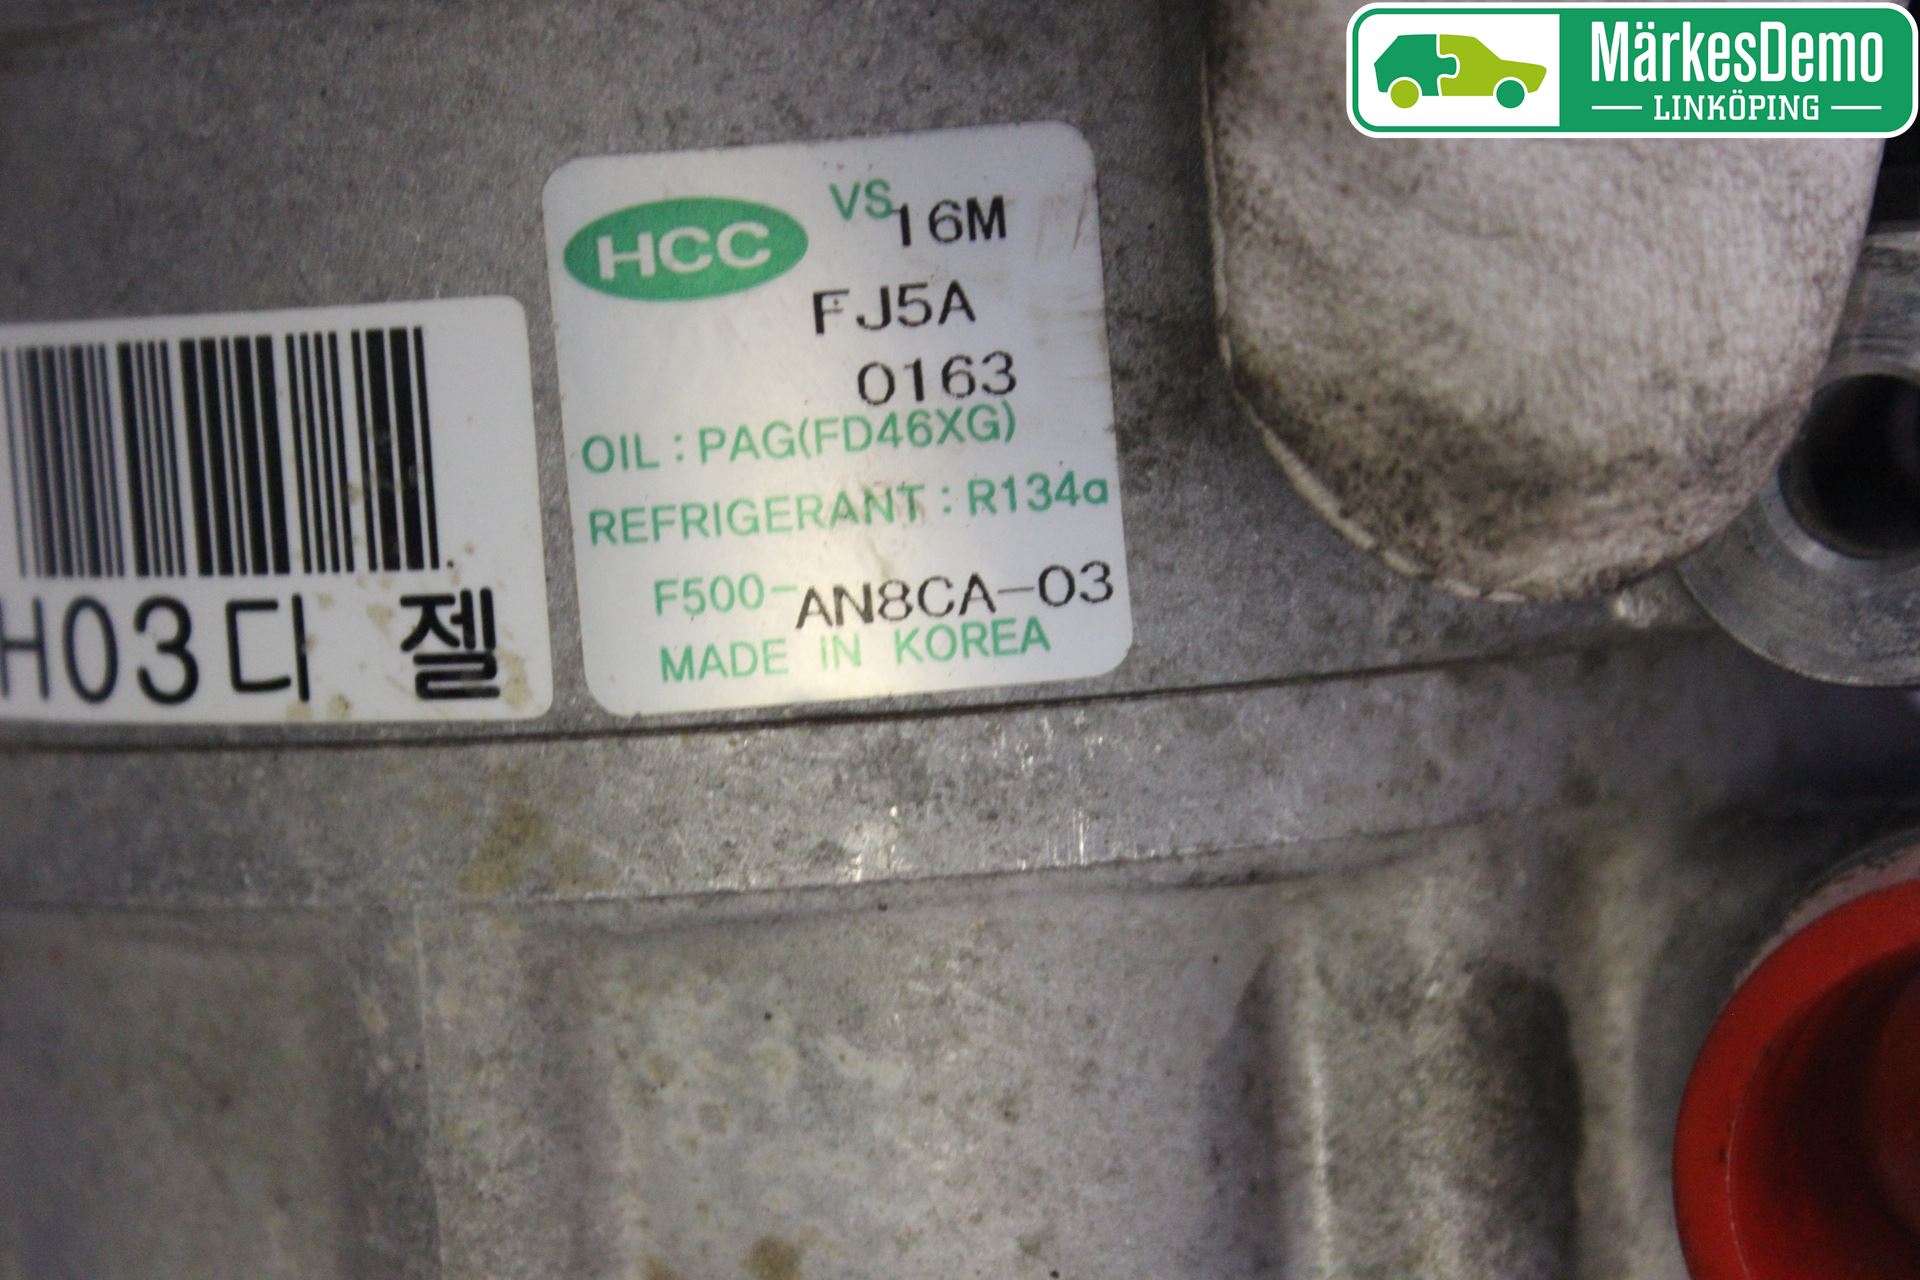 MärkesDemo
LINKÖPING
HCC
VS16M
FJ5A
0163
OIL : PAG(FD46XG)
REFRIGERANT : R134a
F500-AN8CA-03
MADE IN KOREA
H03디 젤